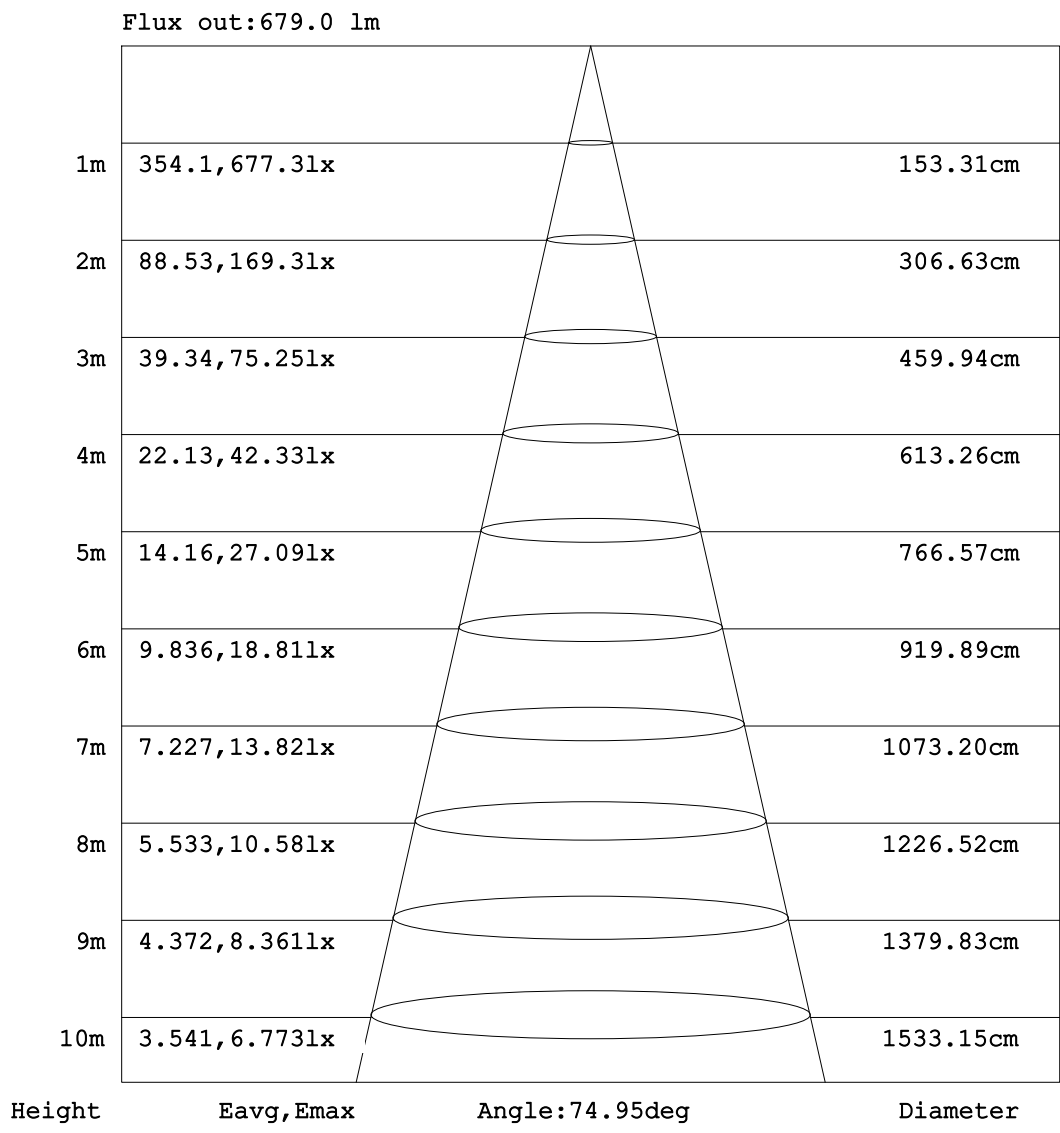 Flux out:679.0 lm
1m 354.1,677.3lx 153.31cm
2m 88.53,169.3lx 306.63cm
3m 39.34,75.25lx 459.94cm
4m 22.13,42.33lx 613.26cm
5m 14.16,27.09lx 766.57cm
6m 9.836,18.81lx 919.89cm
7m 7.227,13.82lx 1073.20cm
8m 5.533,10.58lx 1226.52cm
9m 4.372,8.361lx 1379.83cm
10m 3.541,6.773lx 1533.15cm
Height Eavg,Emax Angle:74.95deg Diameter